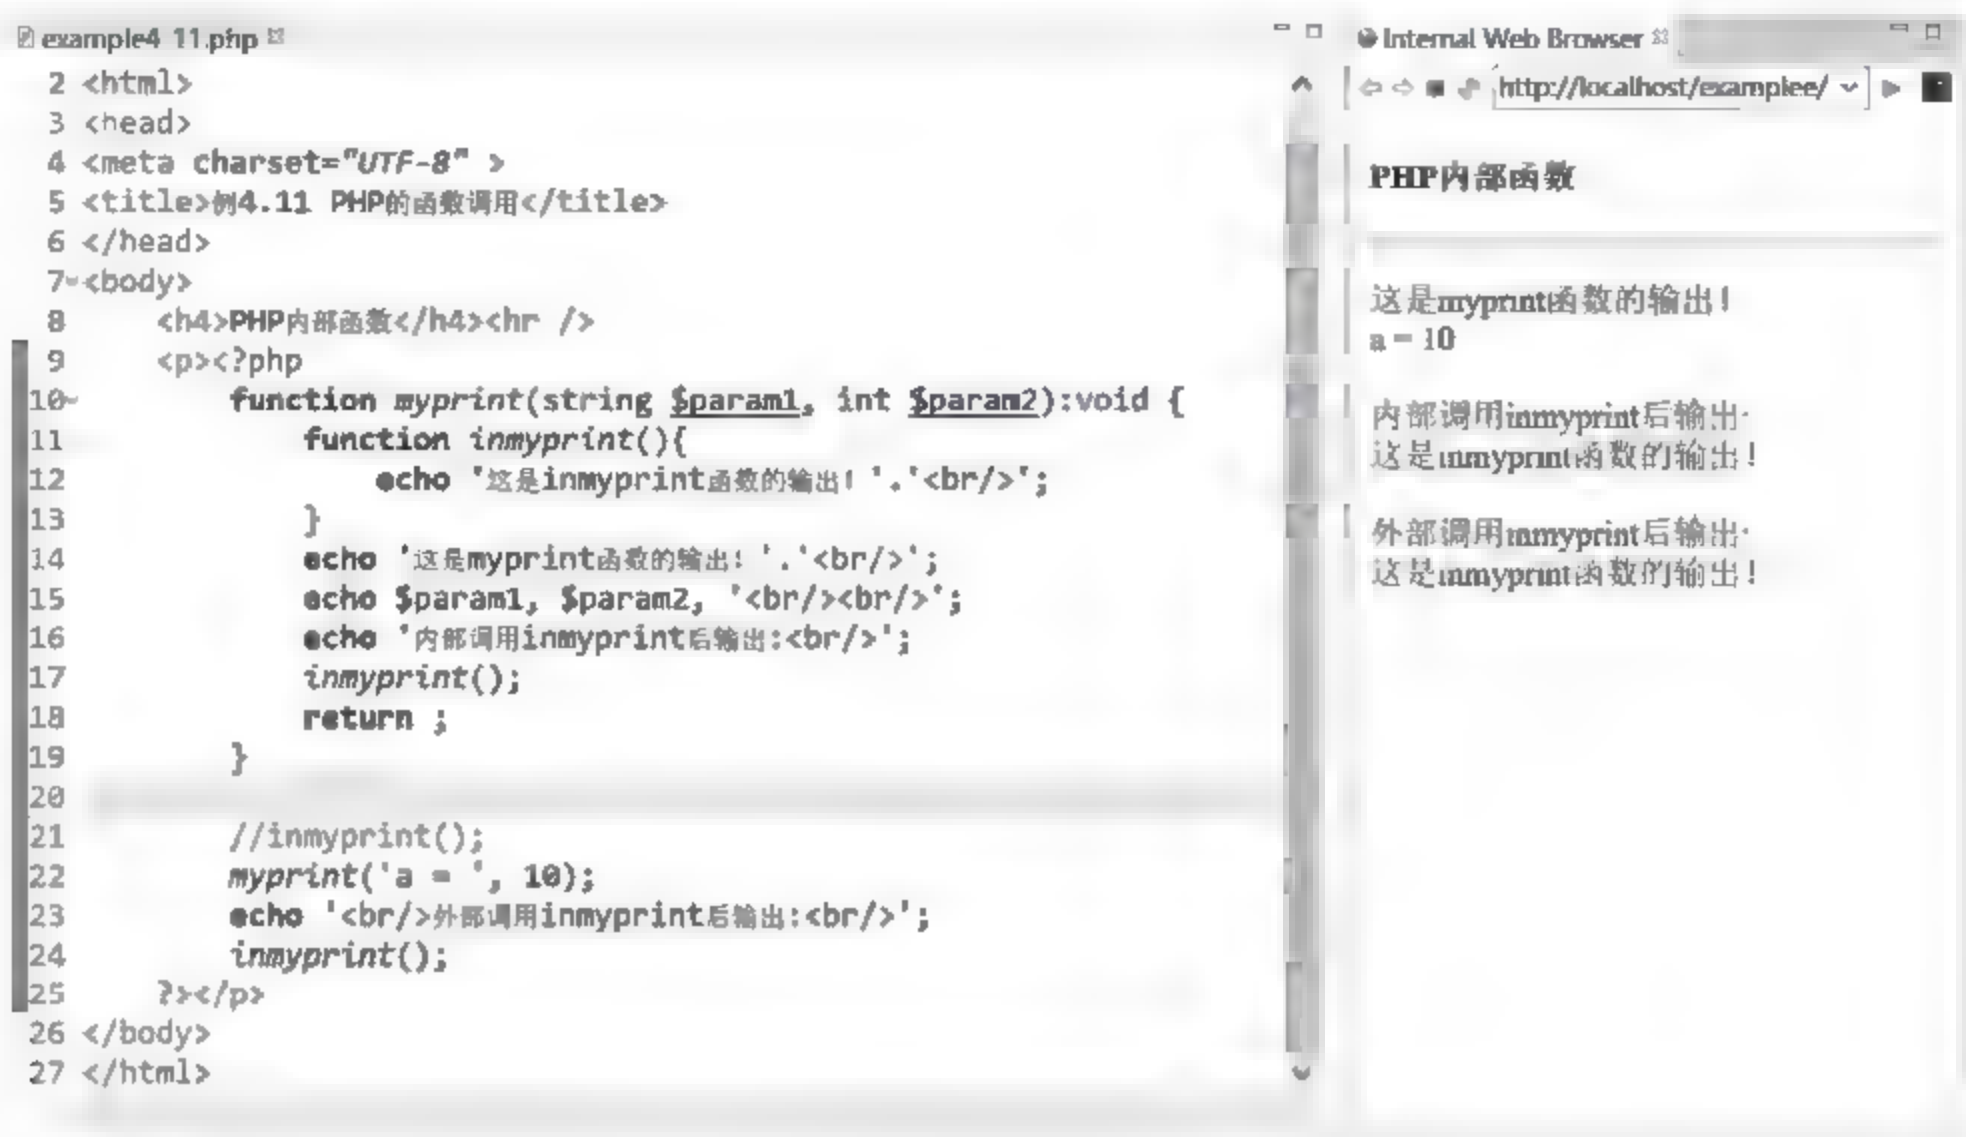 example4_11.php
2 <html>
3 <head>
4 <meta charset="UTF-8" >
5 <title>例4.11 PHP的函数调用</title>
6 </head>
7 <body>
8 <h4>PHP内部函数</h4><hr />
9 <p><?php
10 function myprint(string $param1, int $param2):void {
11 function inmyprint(){
12 echo '这是inmyprint函数的输出！'.'<br/>';
13 }
14 echo '这是myprint函数的输出！'.'<br/>';
15 echo $param1, $param2, '<br/><br/>';
16 echo '内部调用inmyprint后输出:<br/>';
17 inmyprint();
18 return ;
19 }
20
21 //inmyprint();
22 myprint('a = ', 10);
23 echo '<br/>外部调用inmyprint后输出:<br/>';
24 inmyprint();
25 ?></p>
26 </body>
27 </html>
Internal Web Browser
http://localhost/examplee/
PHP内部函数
这是myprint函数的输出！
a = 10
内部调用inmyprint后输出:
这是inmyprint函数的输出！
外部调用inmyprint后输出:
这是inmyprint函数的输出！